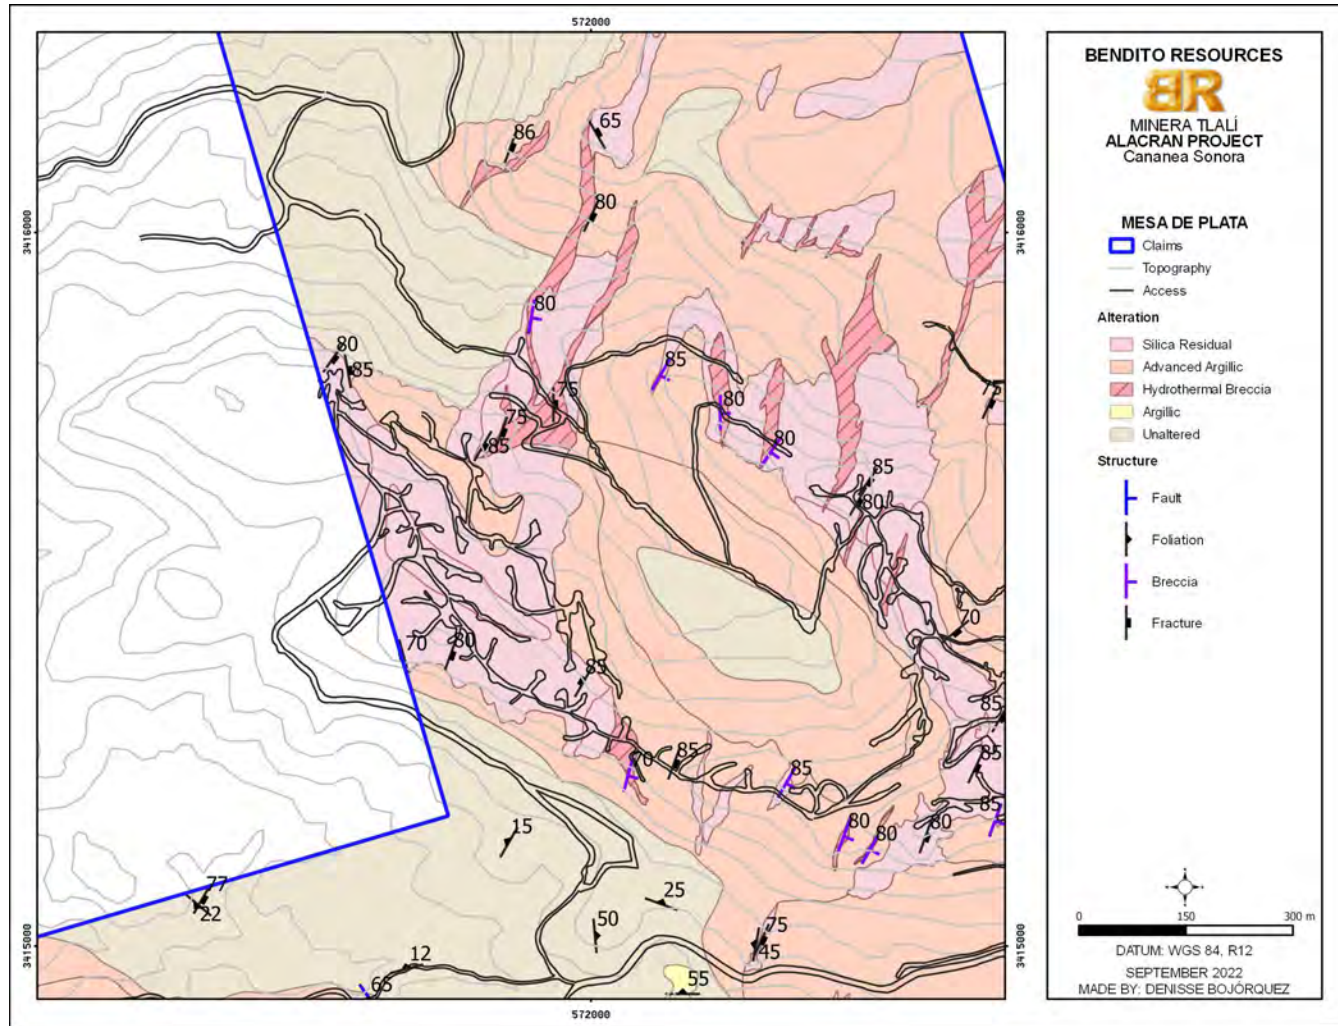 572000
3416000
3416000
3415000
3415000
572000
86
65
80
80
80
85
85
75
80
75
75
85
80
85
80
70
70
80
85
85
85
70
85
85
85
80
80
80
15
25
77
22
50
75
45
12
65
55
BENDITO RESOURCES
BR
MINERA TLALÍ
ALACRAN PROJECT
Cananea Sonora
MESA DE PLATA
Claims
Topography
Access
Alteration
Silica Residual
Advanced Argillic
Hydrothermal Breccia
Argillic
Unaltered
Structure
Fault
Foliation
Breccia
Fracture
0 150 300 m
DATUM: WGS 84, R12
SEPTEMBER 2022
MADE BY: DENISSE BOJÓRQUEZ